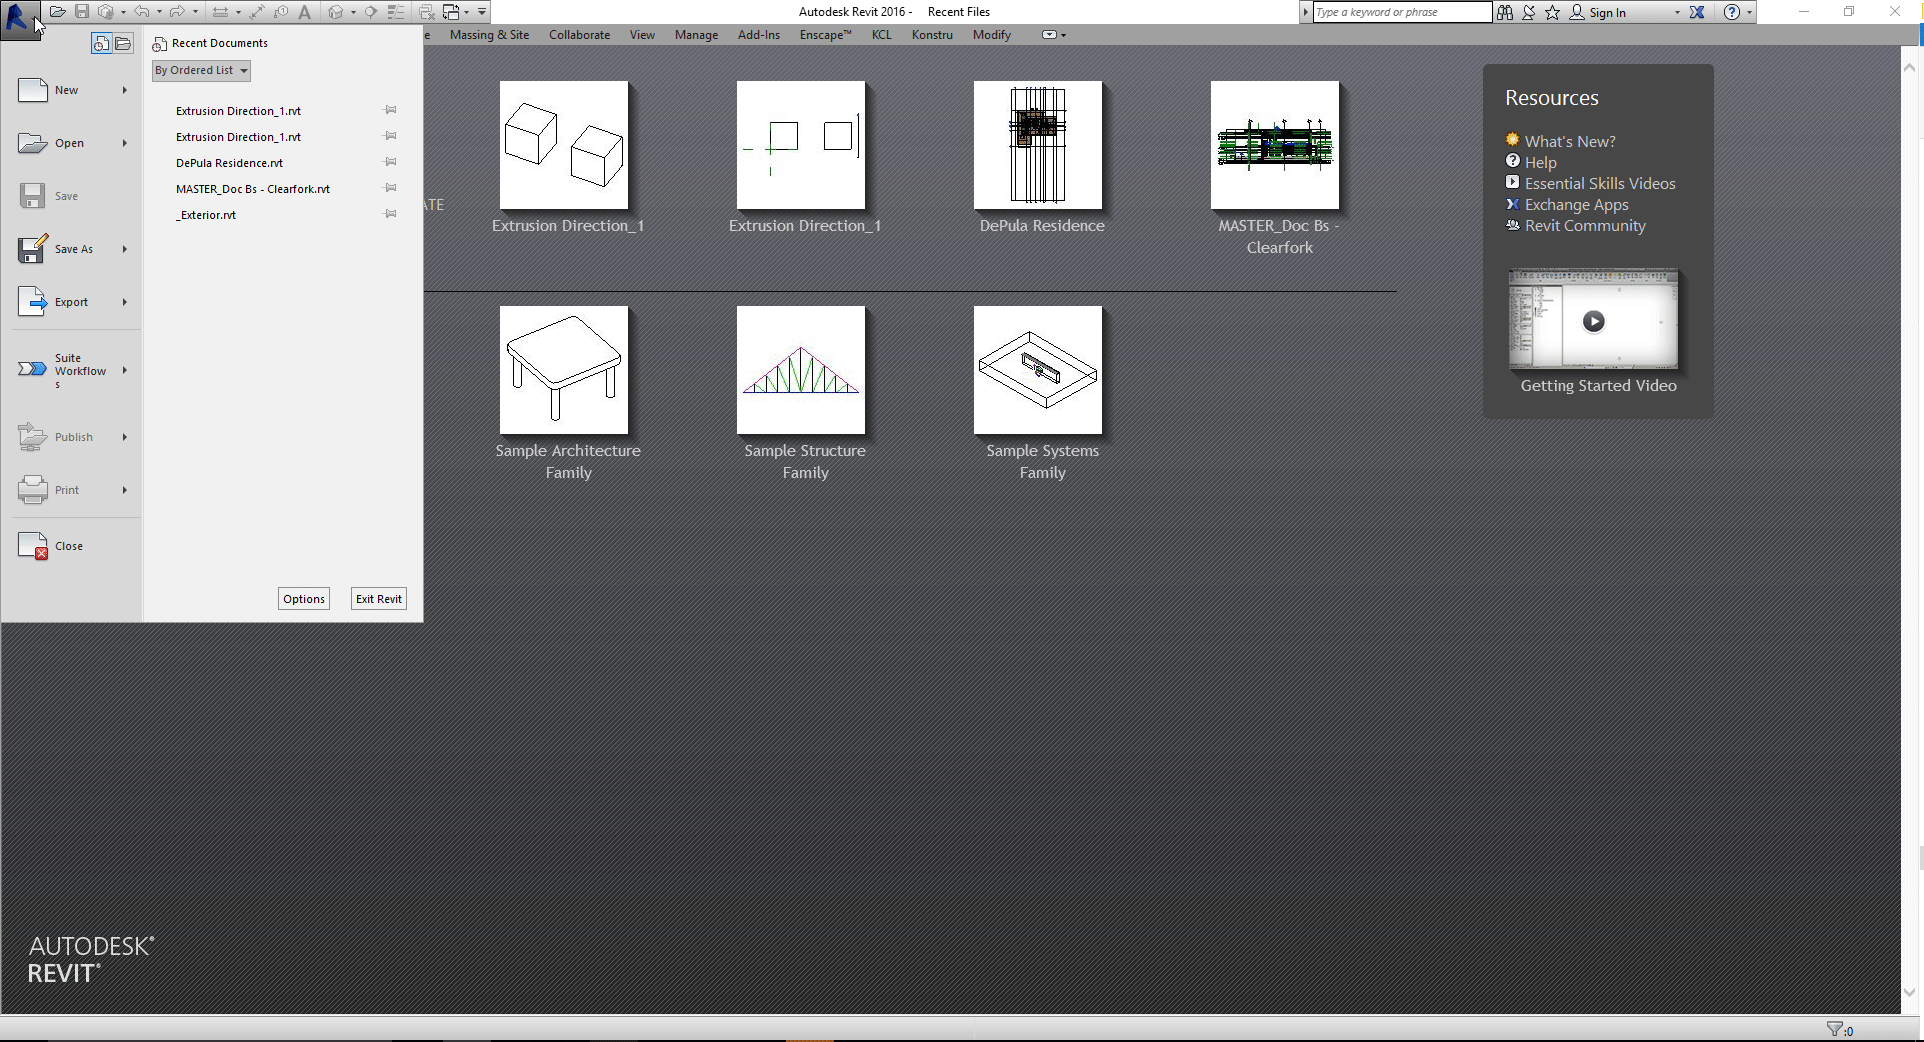 Autodesk Revit 2016 -    Recent Files
Type a keyword or phrase
Sign In
e
Massing & Site
Collaborate
View
Manage
Add-Ins
Enscape™
KCL
Konstru
Modify
New
Open
Save
Save As
Export
Suite
Workflow
s
Publish
Print
Close
Recent Documents
By Ordered List
Extrusion Direction_1.rvt
Extrusion Direction_1.rvt
DePula Residence.rvt
MASTER_Doc Bs - Clearfork.rvt
_Exterior.rvt
Options
Exit Revit
ATE
Extrusion Direction_1
Extrusion Direction_1
DePula Residence
MASTER_Doc Bs -
Clearfork
Sample Architecture
Family
Sample Structure
Family
Sample Systems
Family
Resources
What's New?
Help
Essential Skills Videos
Exchange Apps
Revit Community
Getting Started Video
AUTODESK®
REVIT®
:0